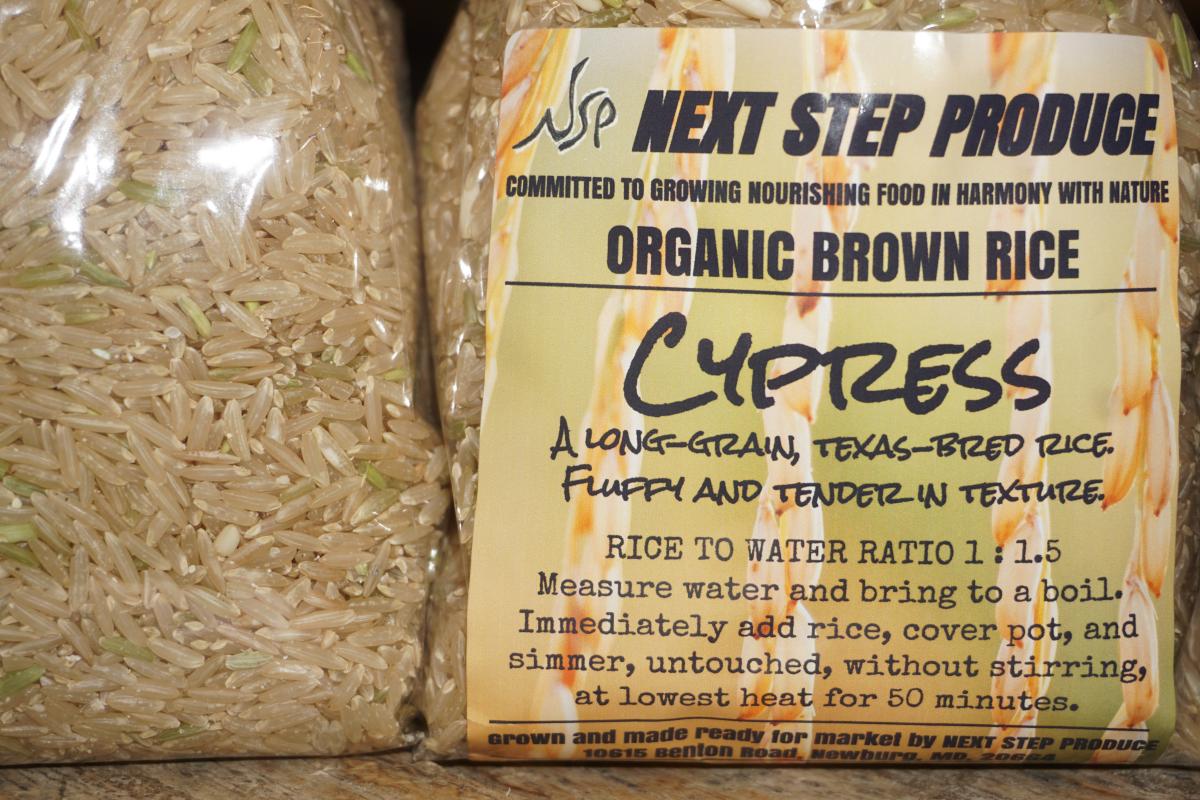 NSP NEXT STEP PRODUCE
COMMITTED TO GROWING NOURISHING FOOD IN HARMONY WITH NATURE
ORGANIC BROWN RICE
CYPRESS
A LONG-GRAIN, TEXAS-BRED RICE.
FLUFFY AND TENDER IN TEXTURE.
RICE TO WATER RATIO 1 : 1.5
Measure water and bring to a boil.
Immediately add rice, cover pot, and
simmer, untouched, without stirring,
at lowest heat for 50 minutes.
Grown and made ready for market by NEXT STEP PRODUCE
10615 Benton Road, Newburg, MD, 20664